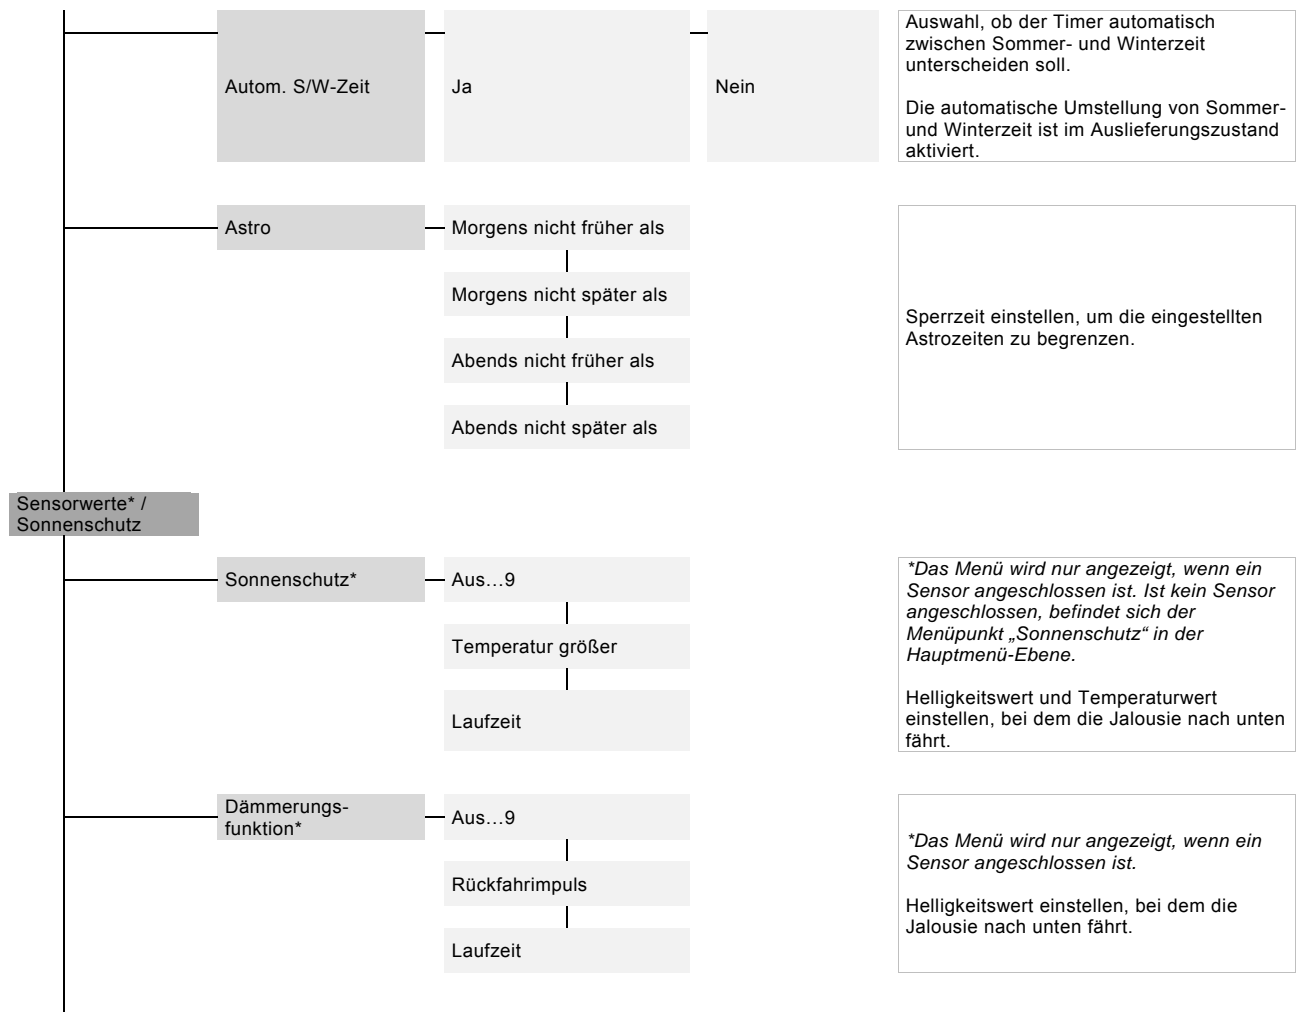 Autom. S/W-Zeit
Ja
Nein
Auswahl, ob der Timer automatisch
zwischen Sommer- und Winterzeit
unterscheiden soll.
Die automatische Umstellung von Sommer-
und Winterzeit ist im Auslieferungszustand
aktiviert.
Astro
Morgens nicht früher als
Morgens nicht später als
Abends nicht früher als
Abends nicht später als
Sperrzeit einstellen, um die eingestellten
Astrozeiten zu begrenzen.
Sensorwerte* /
Sonnenschutz
Sonnenschutz*
Aus…9
Temperatur größer
Laufzeit
*Das Menü wird nur angezeigt, wenn ein
Sensor angeschlossen ist. Ist kein Sensor
angeschlossen, befindet sich der
Menüpunkt „Sonnenschutz“ in der
Hauptmenü-Ebene.
Helligkeitswert und Temperaturwert
einstellen, bei dem die Jalousie nach unten
fährt.
Dämmerungs-
funktion*
Aus…9
Rückfahrimpuls
Laufzeit
*Das Menü wird nur angezeigt, wenn ein
Sensor angeschlossen ist.
Helligkeitswert einstellen, bei dem die
Jalousie nach unten fährt.